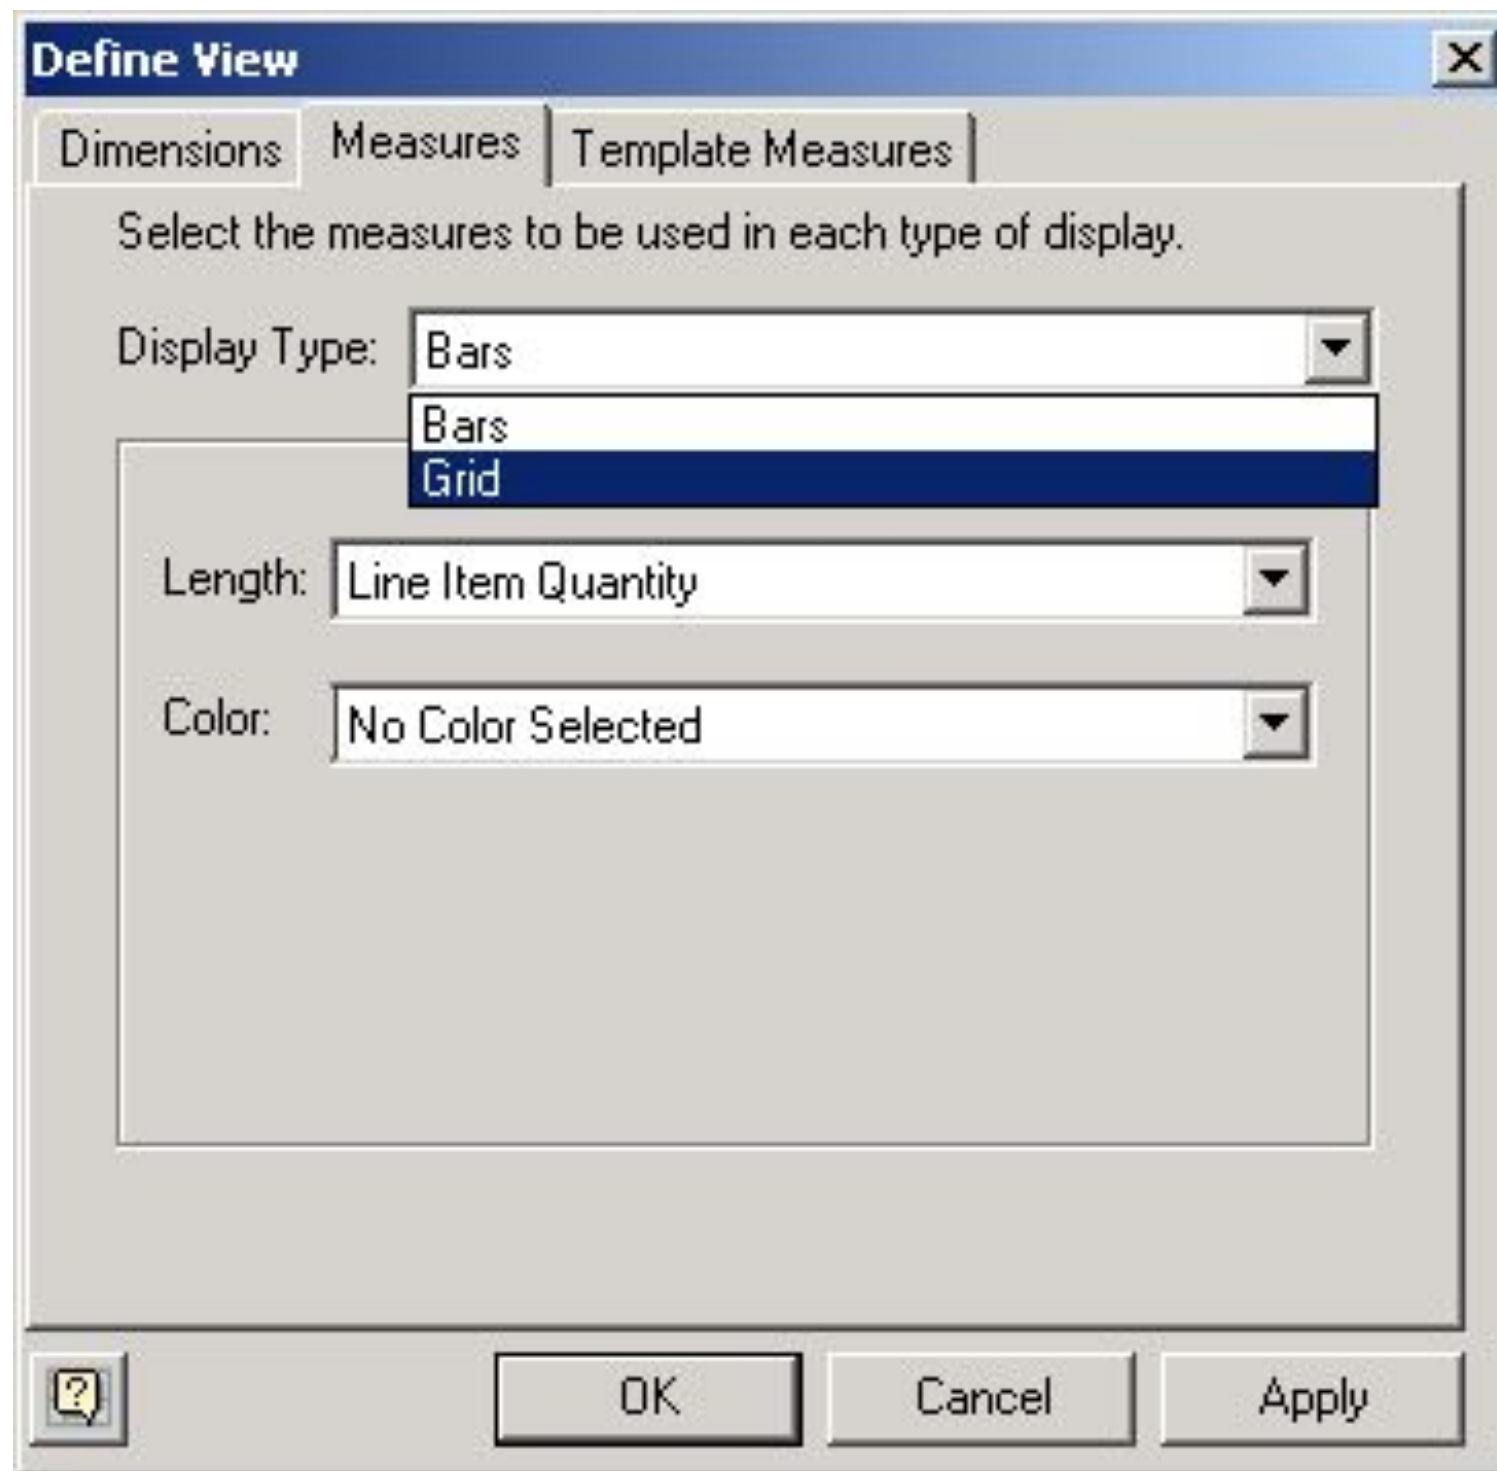 Define View
Dimensions Measures Template Measures
Select the measures to be used in each type of display.
Display Type: Bars
Bars
Grid
Length: Line Item Quantity
Color: No Color Selected
? OK Cancel Apply